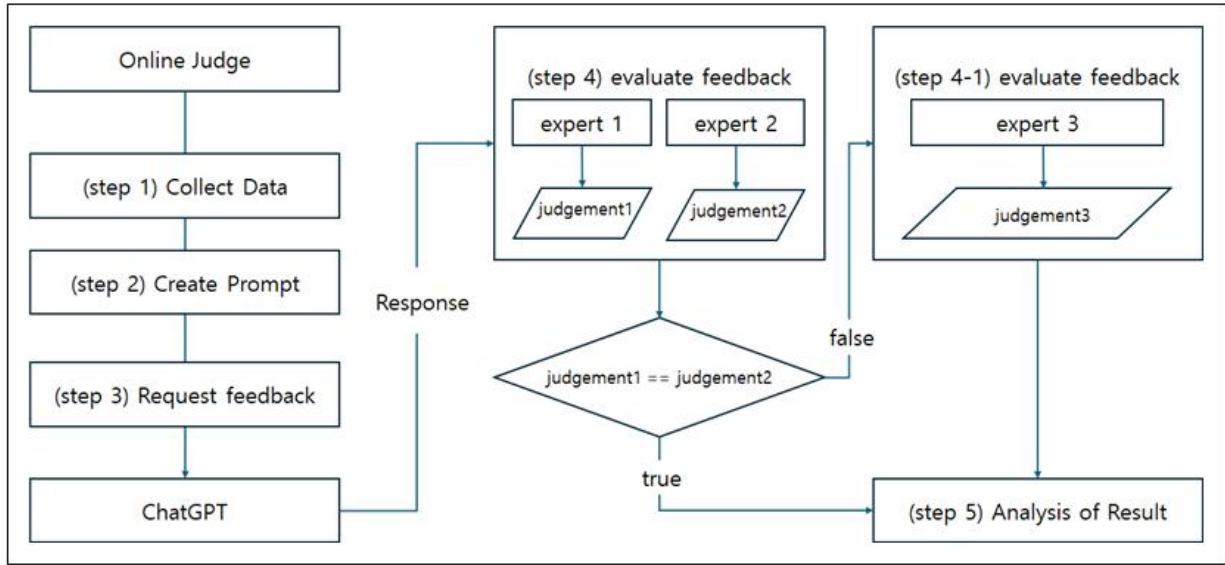 Online Judge
(step 1) Collect Data
(step 2) Create Prompt
(step 3) Request feedback
ChatGPT
Response
(step 4) evaluate feedback
expert 1
expert 2
judgement1
judgement2
judgement1 == judgement2
true
false
(step 4-1) evaluate feedback
expert 3
judgement3
(step 5) Analysis of Result